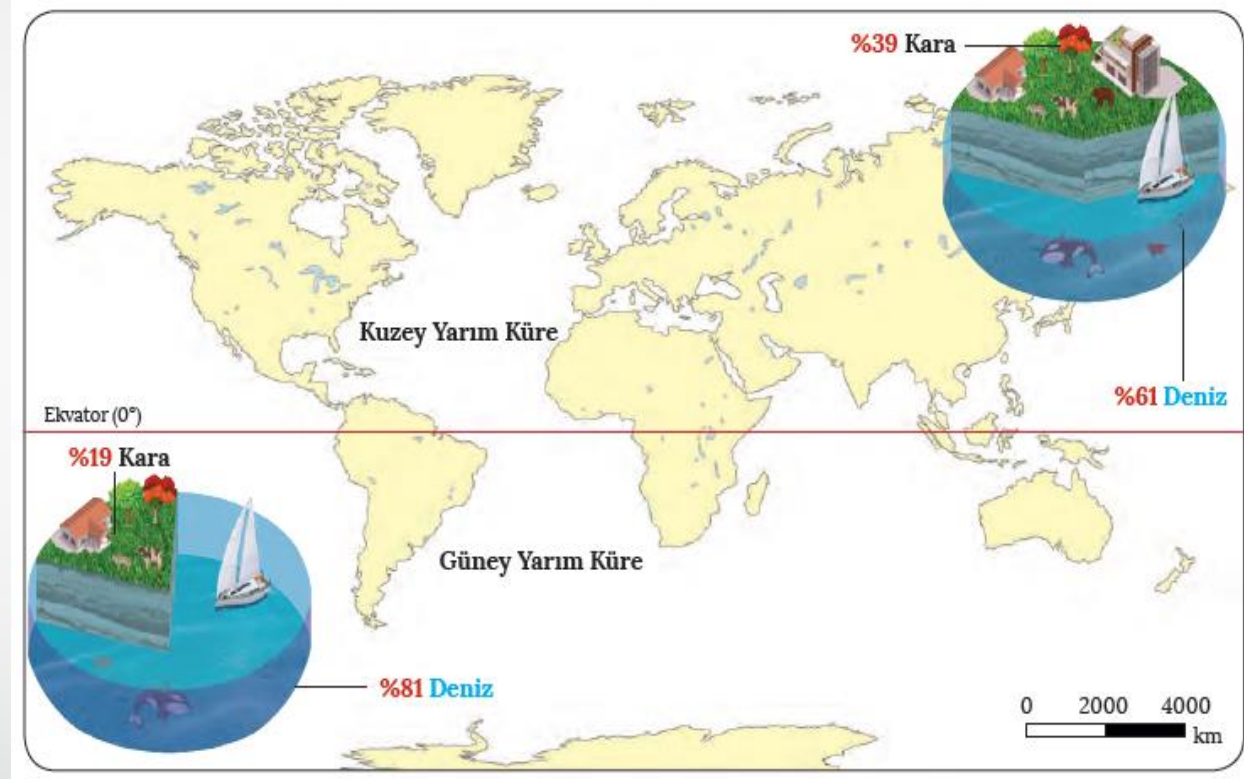 %39 Kara
Kuzey Yarım Küre
%61 Deniz
Ekvator (0°)
%19 Kara
Güney Yarım Küre
%81 Deniz
0 2000 4000
km